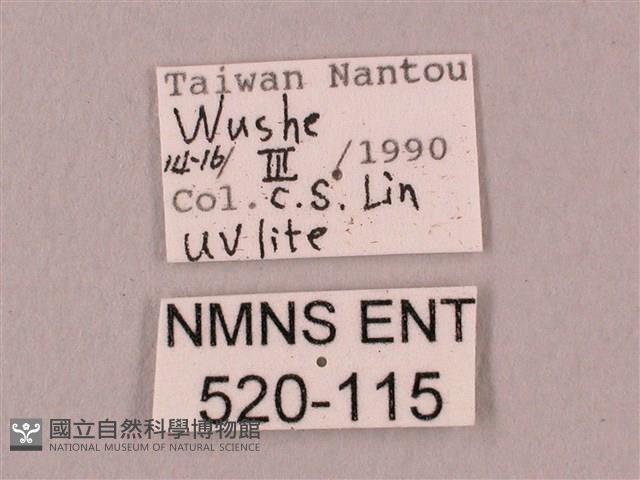 Taiwan Nantou
Wushe
14-16/ III /1990
Col. C.S. Lin
UV lite
NMNS ENT
520-115
國立自然科學博物館
NATIONAL MUSEUM OF NATURAL SCIENCE